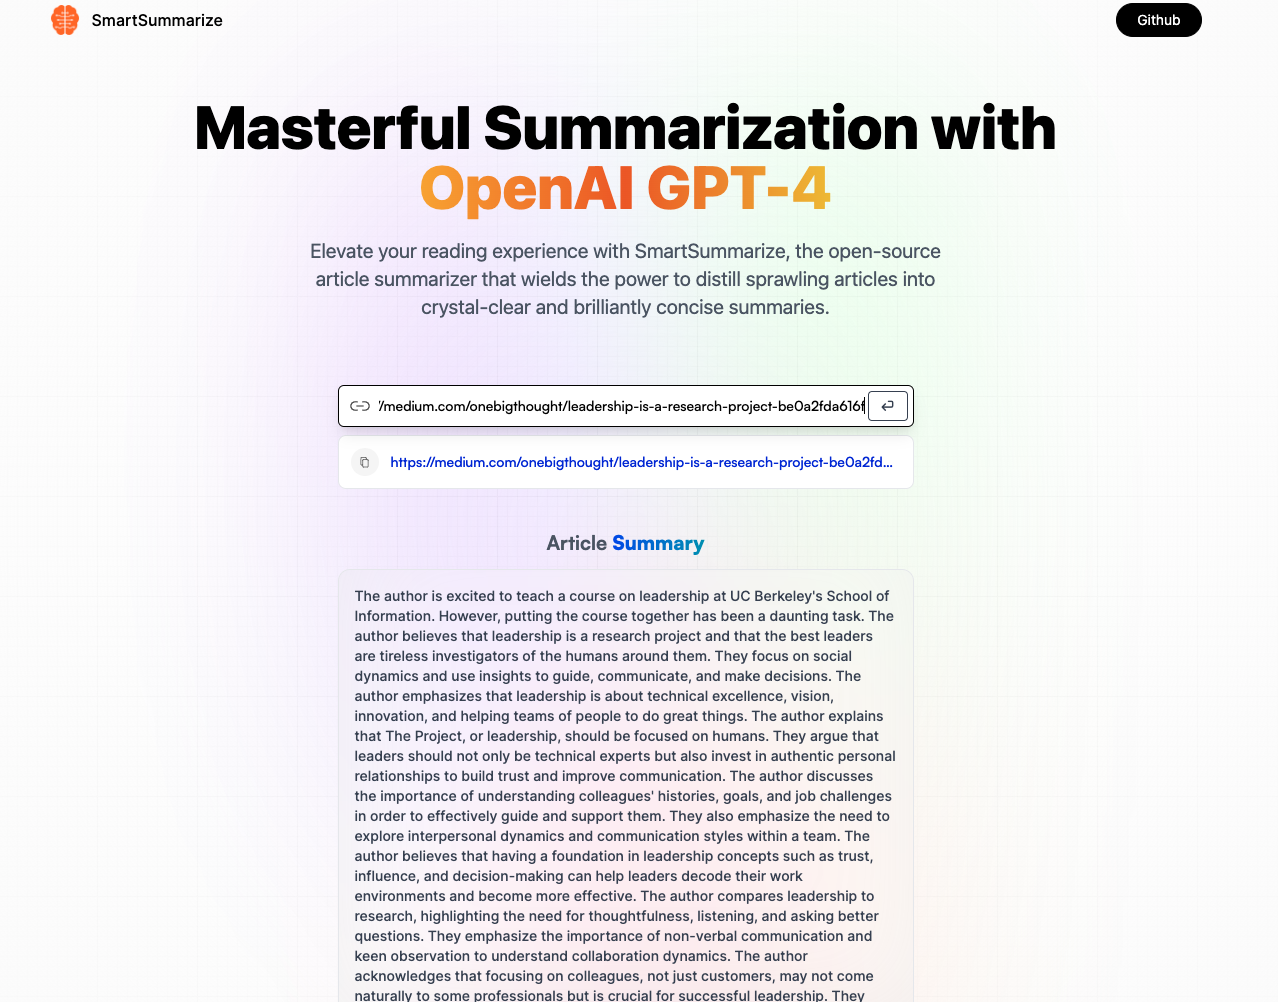 SmartSummarize
Github
Masterful Summarization with
OpenAI GPT-4
Elevate your reading experience with SmartSummarize, the open-source
article summarizer that wields the power to distill sprawling articles into
crystal-clear and brilliantly concise summaries.
/medium.com/onebigthought/leadership-is-a-research-project-be0a2fda616f
https://medium.com/onebigthought/leadership-is-a-research-project-be0a2fd...
Article Summary
The author is excited to teach a course on leadership at UC Berkeley's School of
Information. However, putting the course together has been a daunting task. The
author believes that leadership is a research project and that the best leaders
are tireless investigators of the humans around them. They focus on social
dynamics and use insights to guide, communicate, and make decisions. The
author emphasizes that leadership is about technical excellence, vision,
innovation, and helping teams of people to do great things. The author explains
that The Project, or leadership, should be focused on humans. They argue that
leaders should not only be technical experts but also invest in authentic personal
relationships to build trust and improve communication. The author discusses
the importance of understanding colleagues' histories, goals, and job challenges
in order to effectively guide and support them. They also emphasize the need to
explore interpersonal dynamics and communication styles within a team. The
author believes that having a foundation in leadership concepts such as trust,
influence, and decision-making can help leaders decode their work
environments and become more effective. The author compares leadership to
research, highlighting the need for thoughtfulness, listening, and asking better
questions. They emphasize the importance of non-verbal communication and
keen observation to understand collaboration dynamics. The author
acknowledges that focusing on colleagues, not just customers, may not come
naturally to some professionals but is crucial for successful leadership. They